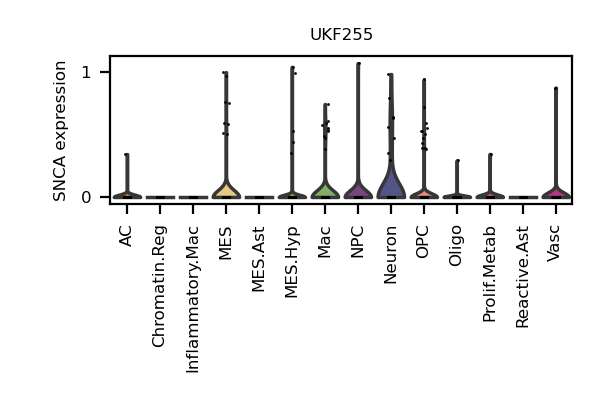 UKF255
SNCA expression
1
0
AC
Chromatin.Reg
Inflammatory.Mac
MES
MES.Ast
MES.Hyp
Mac
NPC
Neuron
OPC
Oligo
Prolif.Metab
Reactive.Ast
Vasc